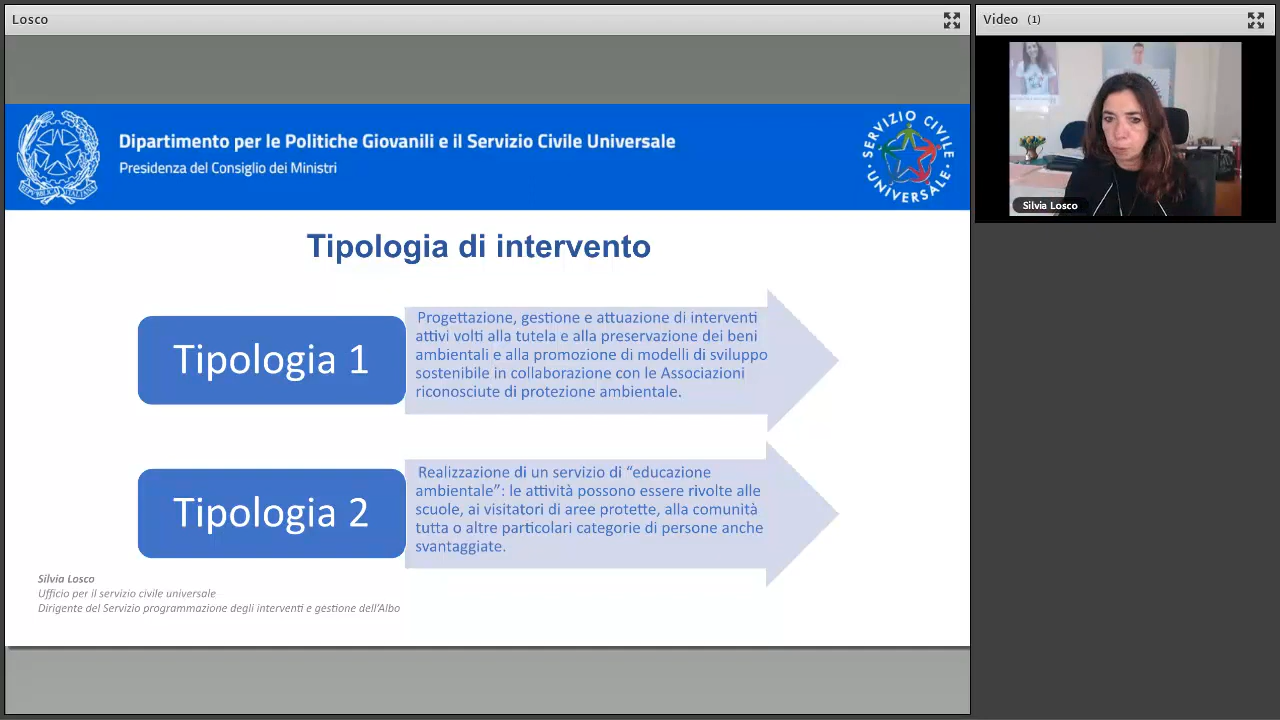 Losco
Video (1)
Dipartimento per le Politiche Giovanili e il Servizio Civile Universale
Presidenza del Consiglio dei Ministri
SERVIZIO CIVILE
UNIVERSALE
Silvia Losco
Tipologia di intervento
Tipologia 1
Progettazione, gestione e attuazione di interventi
attivi volti alla tutela e alla preservazione dei beni
ambientali e alla promozione di modelli di sviluppo
sostenibile in collaborazione con le Associazioni
riconosciute di protezione ambientale.
Tipologia 2
Realizzazione di un servizio di “educazione
ambientale”: le attività possono essere rivolte alle
scuole, ai visitatori di aree protette, alla comunità
tutta o altre particolari categorie di persone anche
svantaggiate.
Silvia Losco
Ufficio per il servizio civile universale
Dirigente del Servizio programmazione degli interventi e gestione dell’Albo